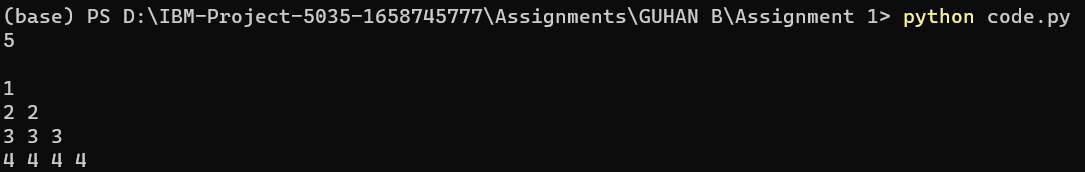 (base) PS D:\IBM-Project-5035-1658745777\Assignments\GUHAN B\Assignment 1> python code.py
5

1
2 2
3 3 3
4 4 4 4